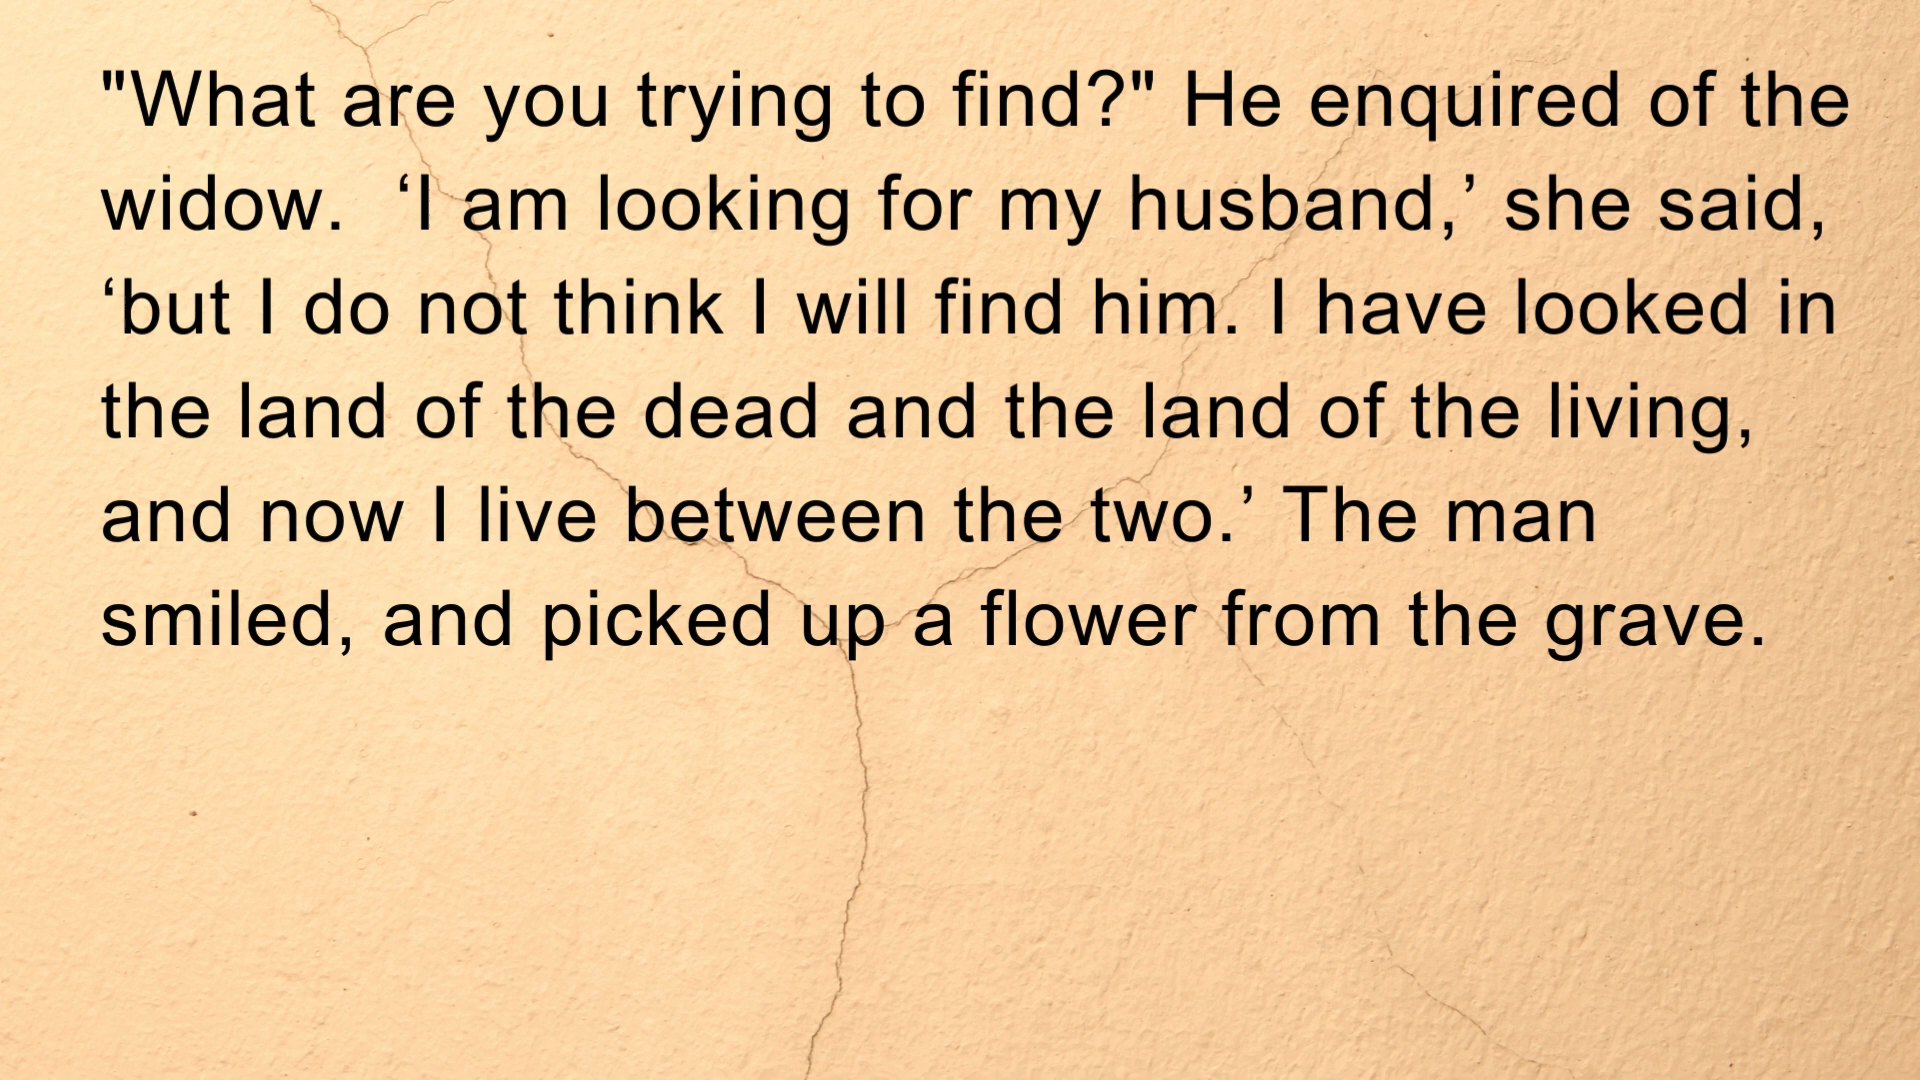 "What are you trying to find?" He enquired of the
widow.  ‘I am looking for my husband,’ she said,
‘but I do not think I will find him. I have looked in
the land of the dead and the land of the living,
and now I live between the two.’ The man
smiled, and picked up a flower from the grave.